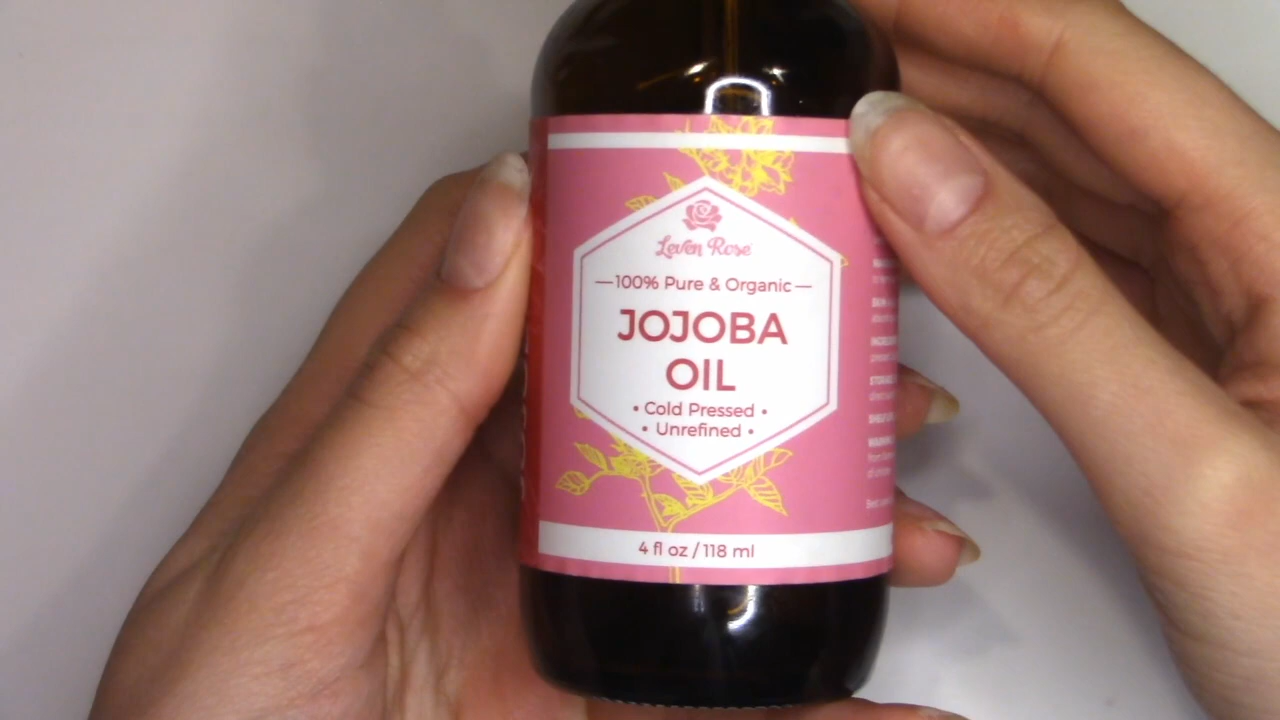 Leven Rose
100% Pure & Organic
JOJOBA
OIL
• Cold Pressed •
• Unrefined •
4 fl oz / 118 ml